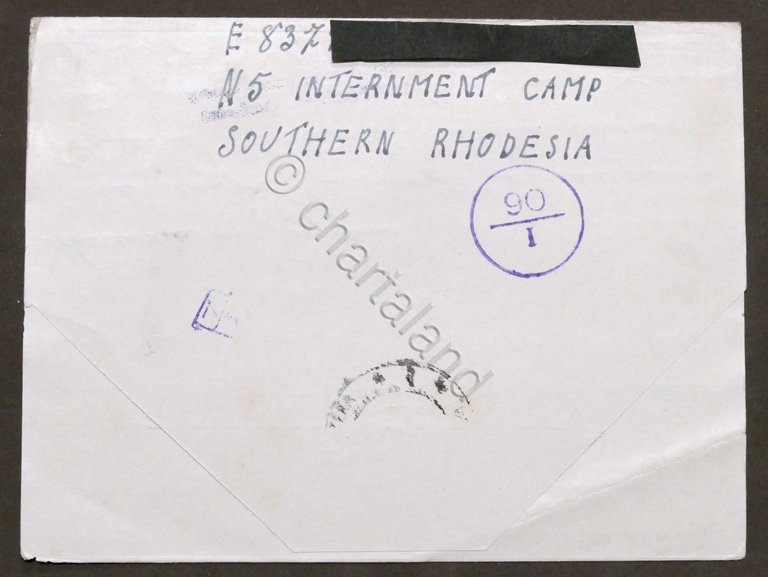 E 837
N5 INTERNMENT CAMP
SOUTHERN RHODESIA
90
I
© chartaland